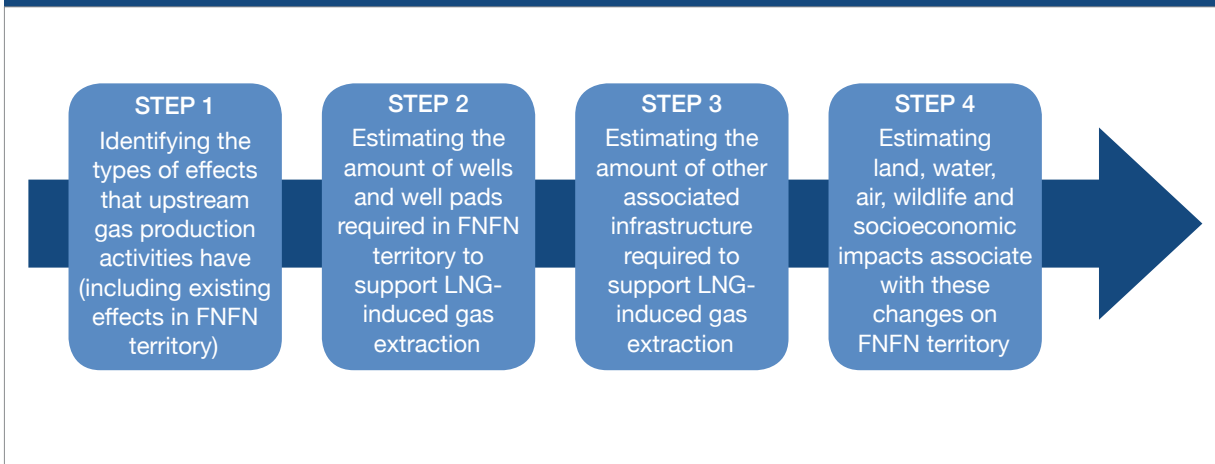 STEP 1
Identifying the
types of effects
that upstream
gas production
activities have
(including existing
effects in FNFN
territory)
STEP 2
Estimating the
amount of wells
and well pads
required in FNFN
territory to
support LNG-
induced gas
extraction
STEP 3
Estimating the
amount of other
associated
infrastructure
required to
support LNG-
induced gas
extraction
STEP 4
Estimating
land, water,
air, wildlife and
socioeconomic
impacts associate
with these
changes on
FNFN territory